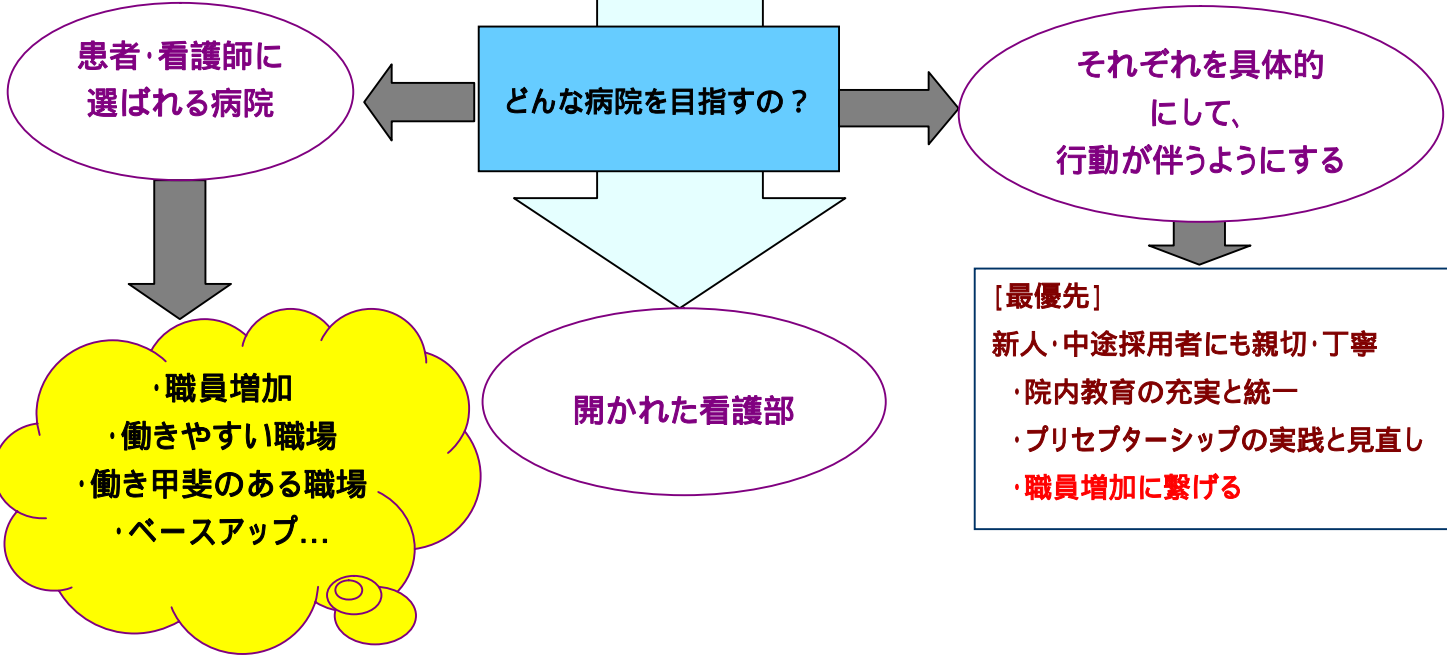 患者・看護師に
選ばれる病院
どんな病院を目指すの？
それぞれを具体的
にして、
行動が伴うようにする
・職員増加
・働きやすい職場
・働き甲斐のある職場
・ベースアップ…
開かれた看護部
[最優先]
新人・中途採用者にも親切・丁寧
・院内教育の充実と統一
・プリセプターシップの実践と見直し
・職員増加に繋げる